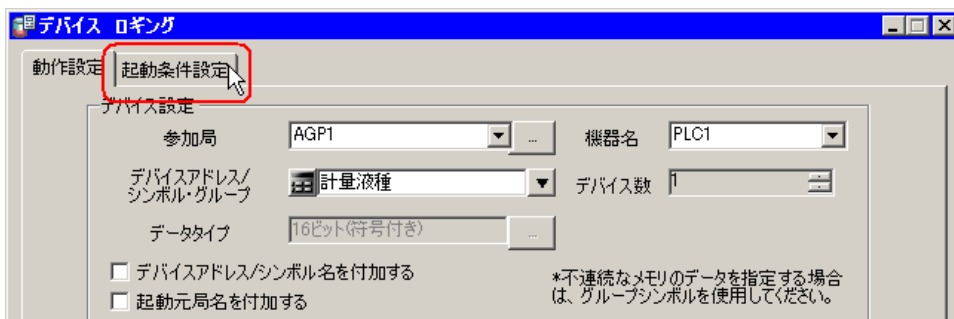 デバイス ロギング
動作設定 起動条件設定
デバイス設定
参加局 AGP1 ... 機器名 PLC1
デバイスアドレス/
シンボル・グループ 計量液種 デバイス数 1
データタイプ 16ビット(符号付き) ...
デバイスアドレス/シンボル名を付加する
起動元局名を付加する
*不連続なメモリのデータを指定する場合
は、グループシンボルを使用してください。